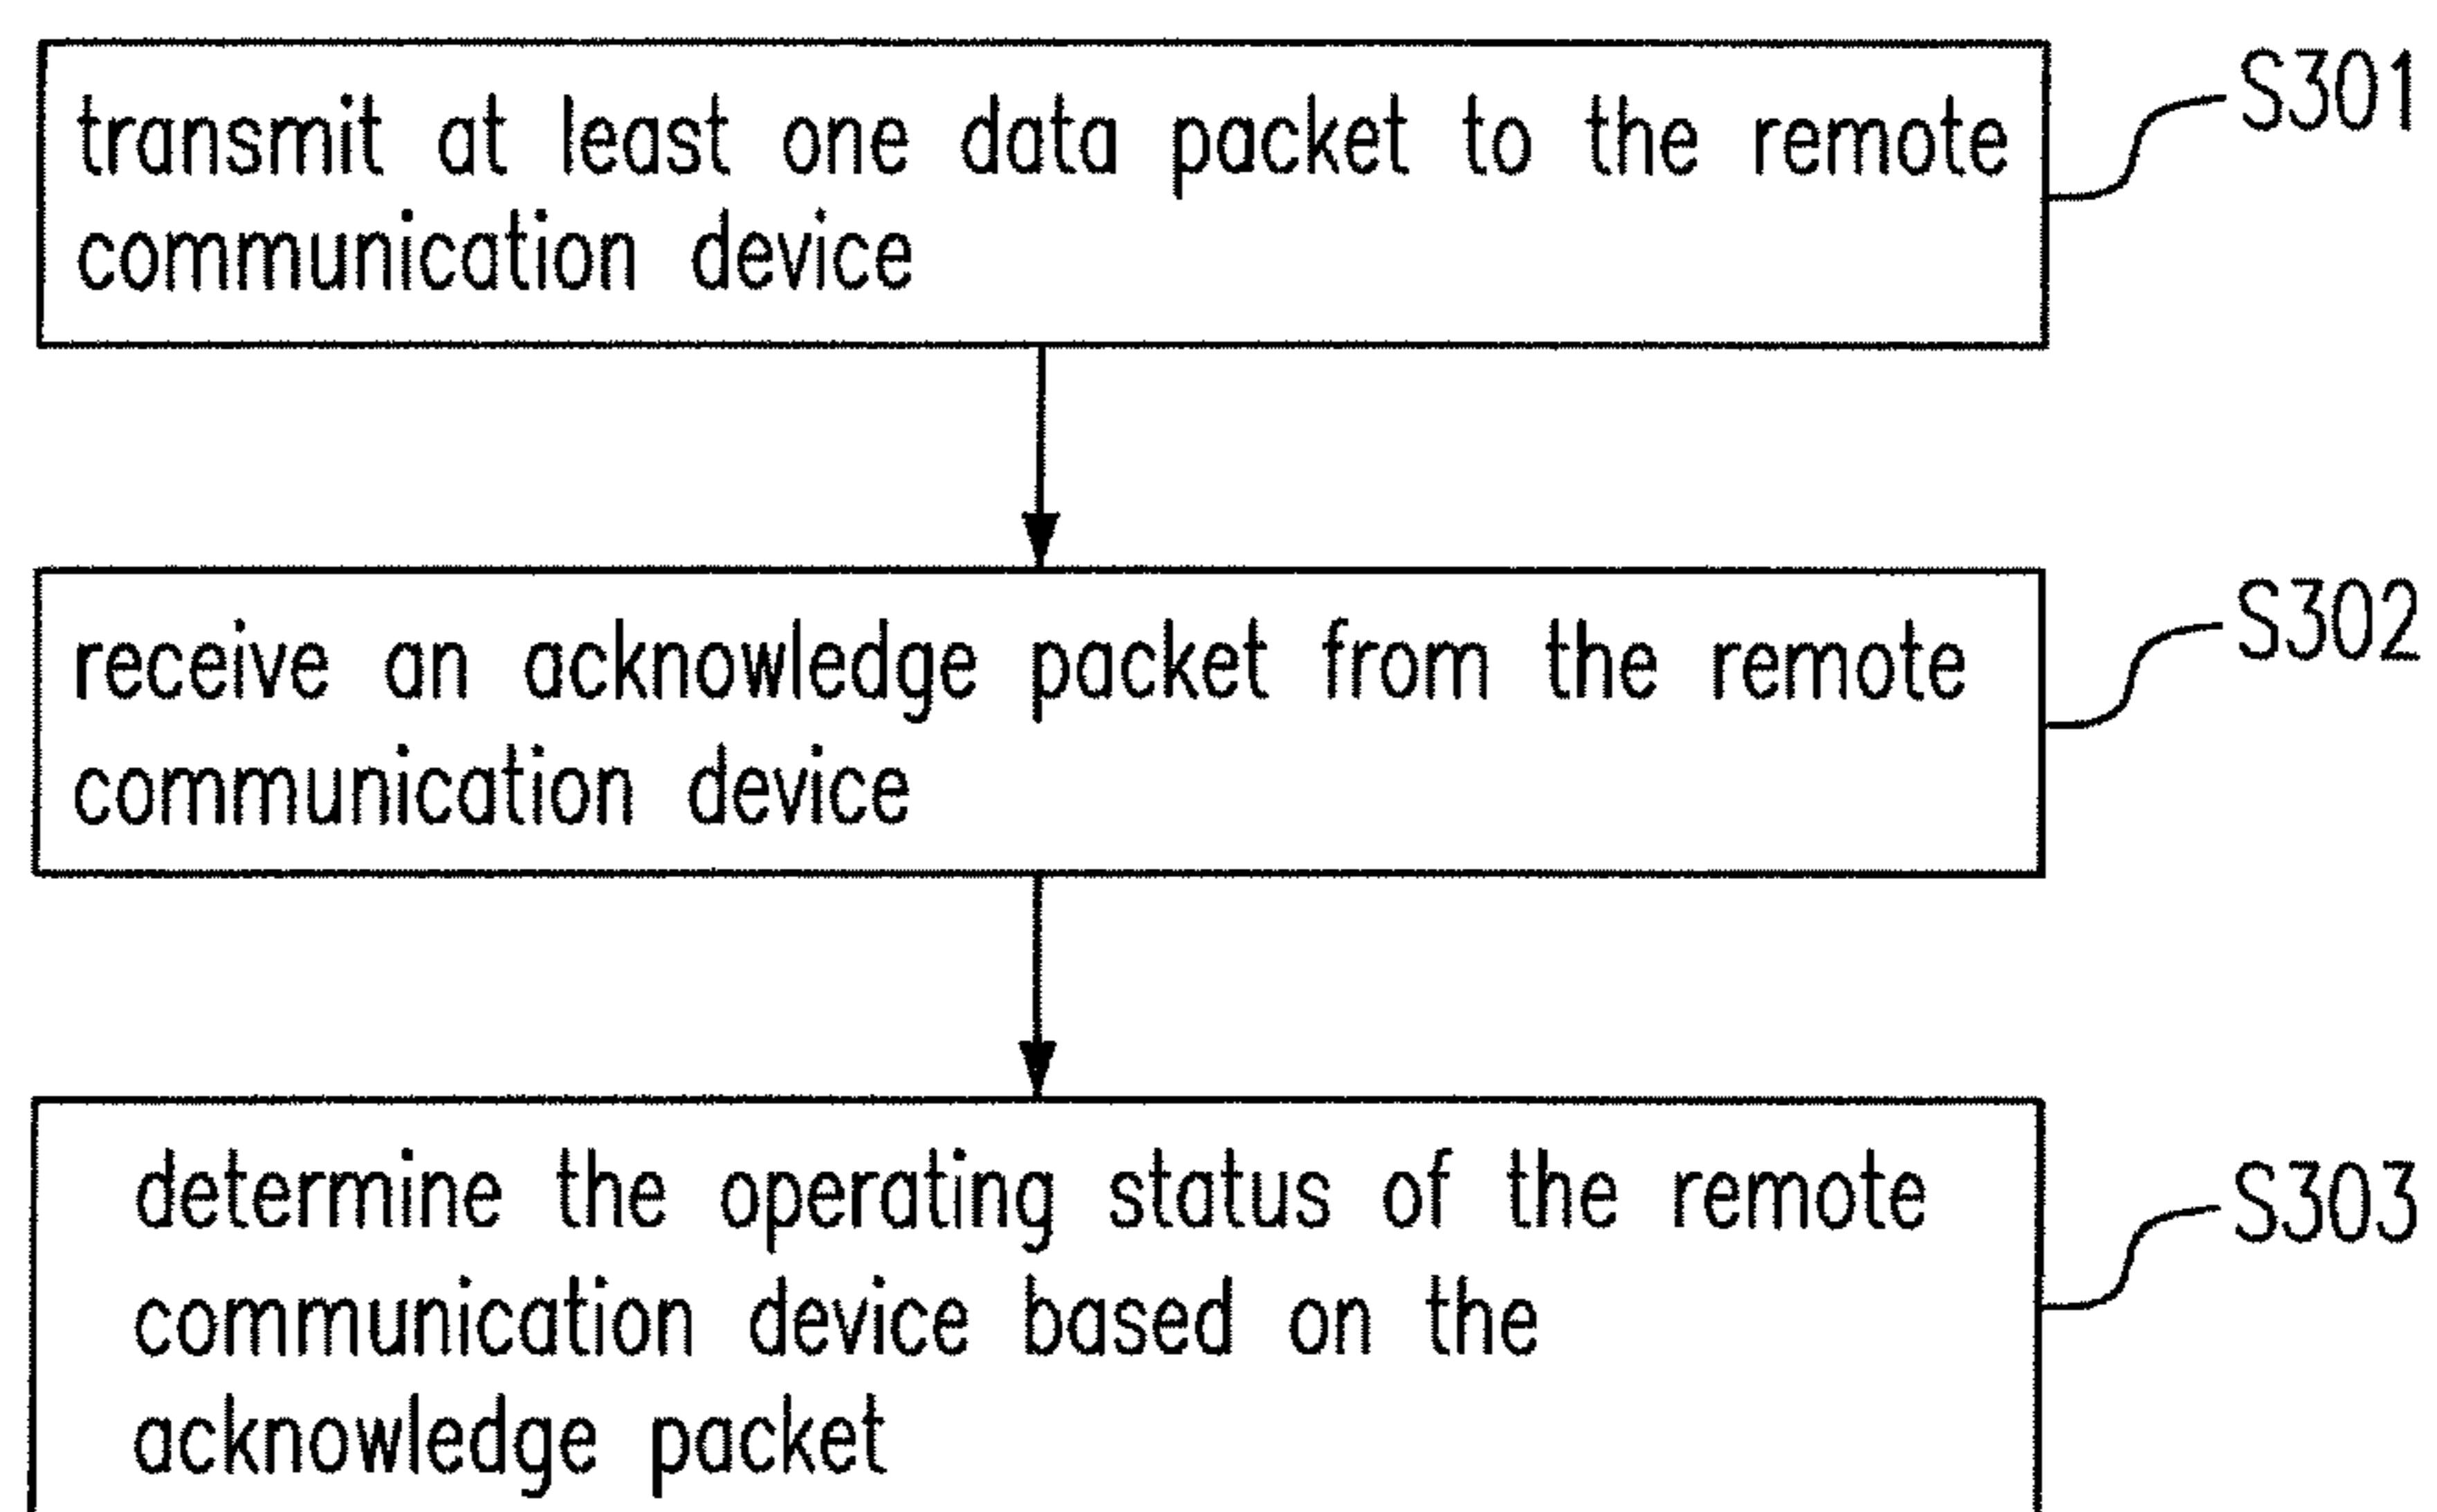 transmit at least one data packet to the remote
communication device
S301
receive an acknowledge packet from the remote
communication device
S302
determine the operating status of the remote
communication device based on the
acknowledge packet
S303